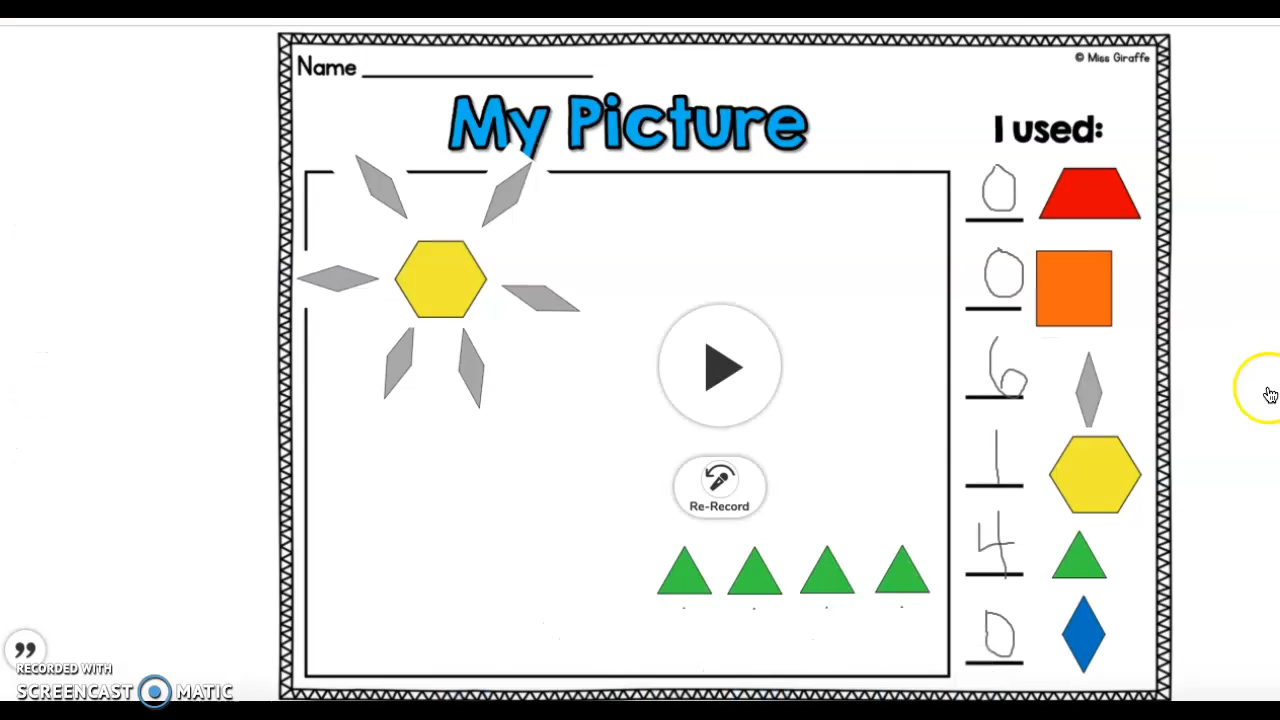 © Miss Giraffe
Name
My Picture
I used:
0
0
6
1
4
0
Re-Record
RECORDED WITH
SCREENCAST MATIC